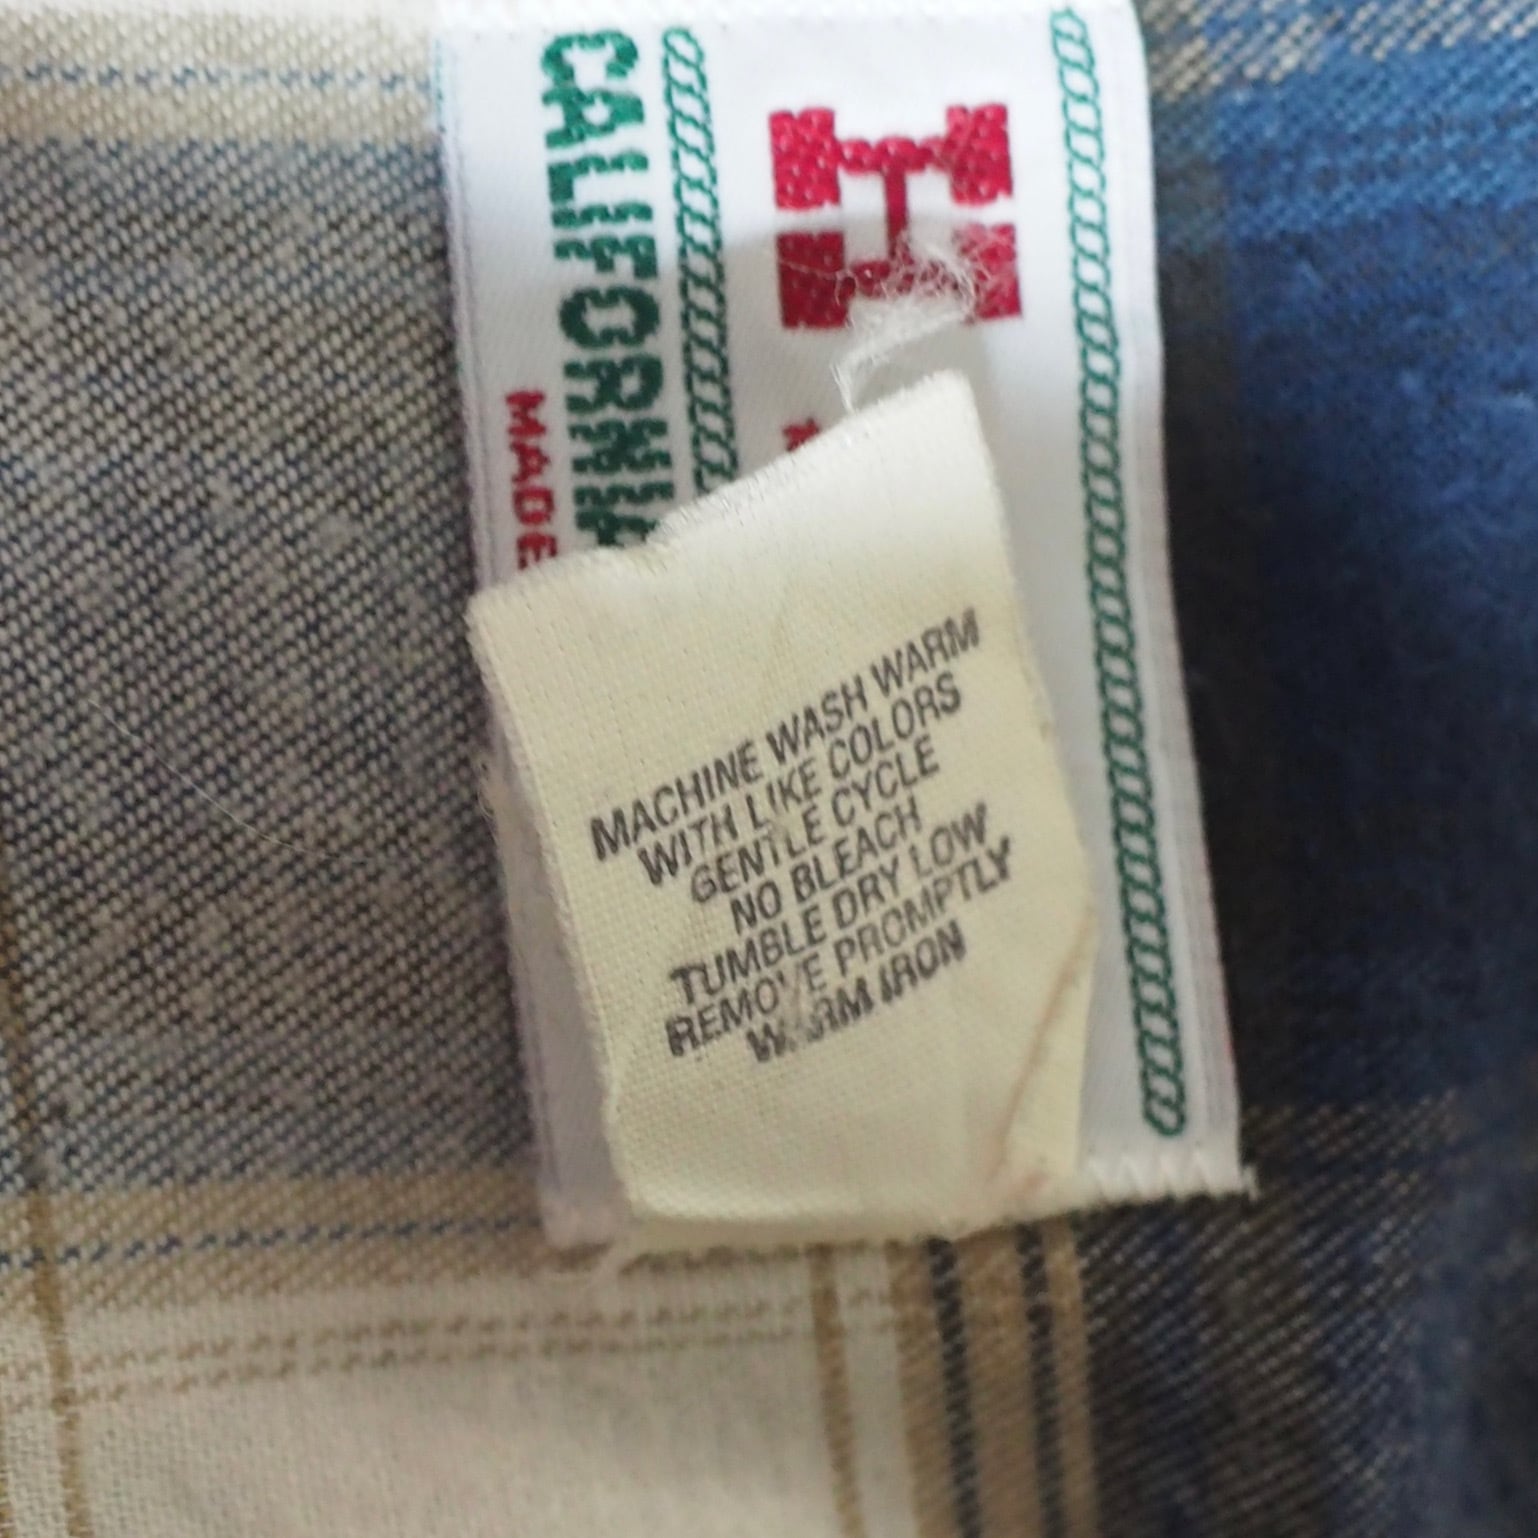 CALIFORNIA
MADE
H
MACHINE WASH WARM
WITH LIKE COLORS
GENTLE CYCLE
NO BLEACH
TUMBLE DRY LOW
REMOVE PROMPTLY
WARM IRON